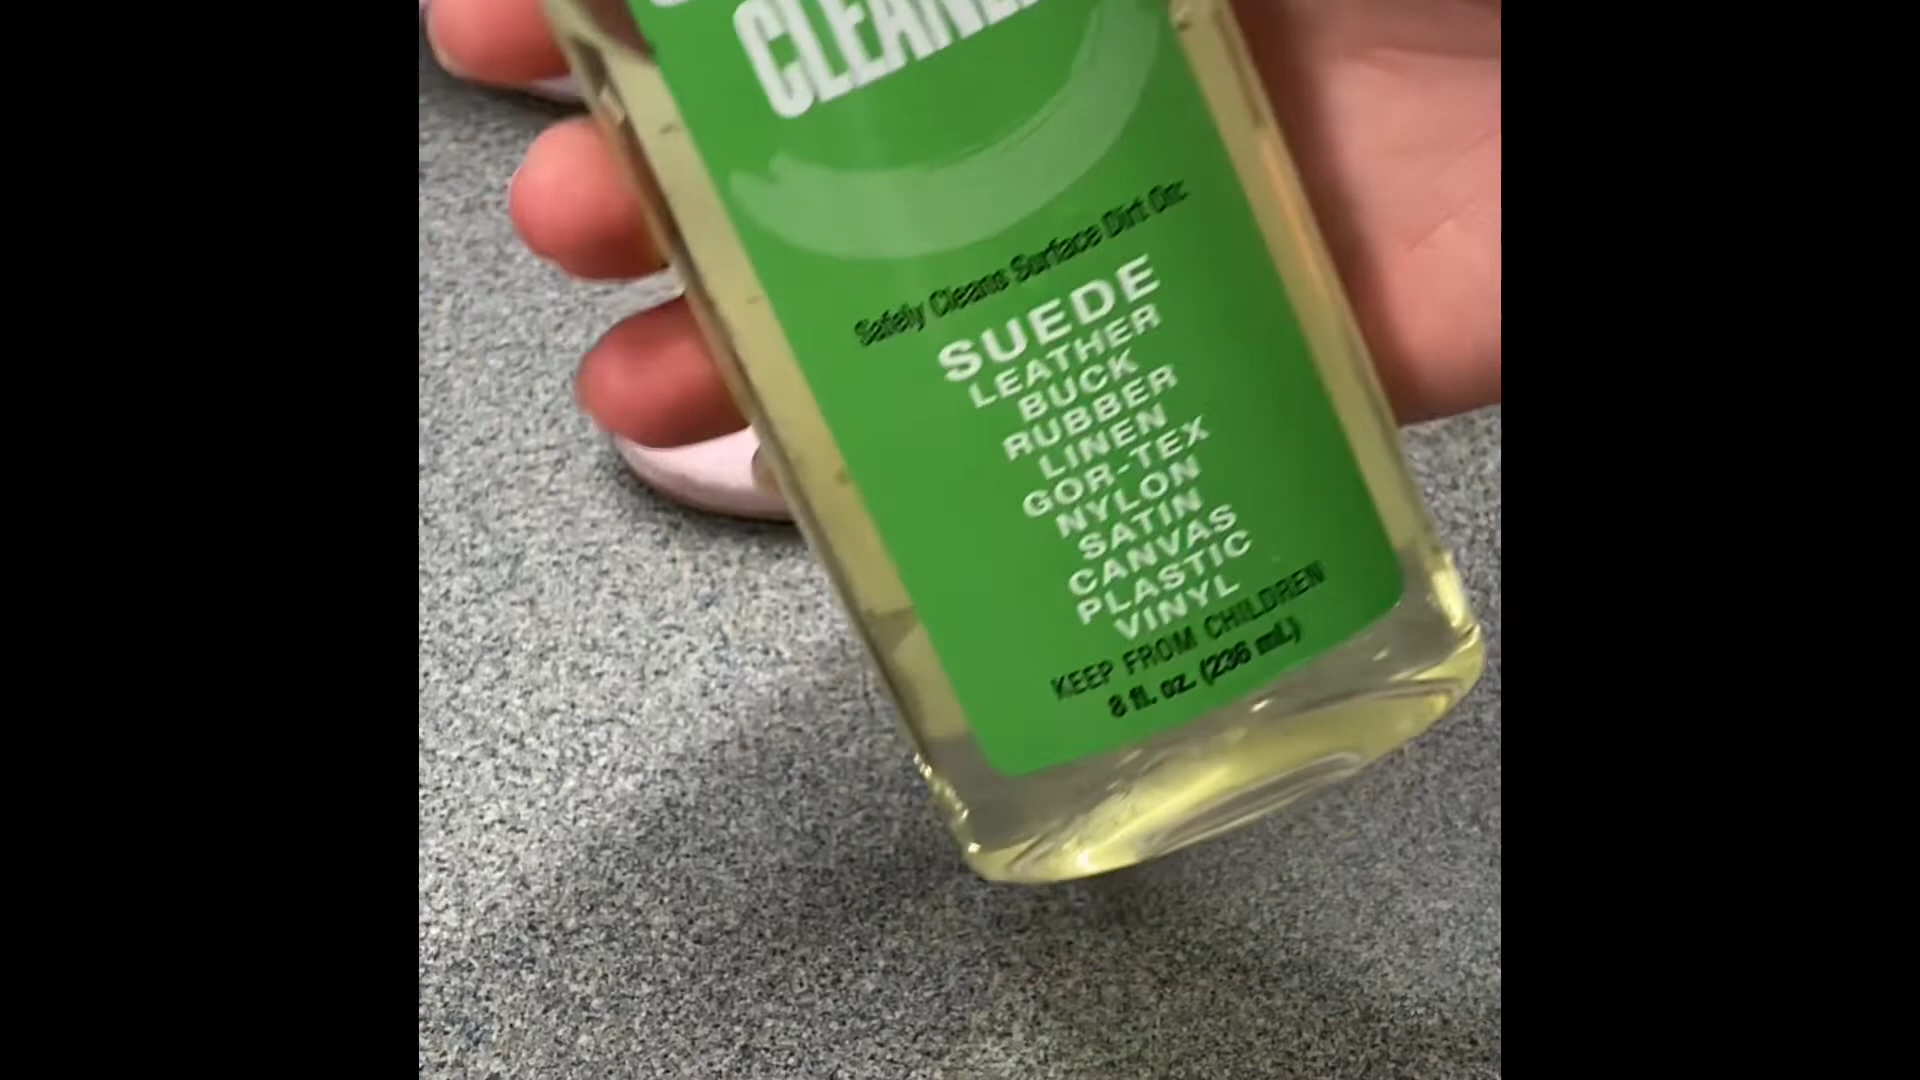 Safely Cleans Surface Dirt On:
SUEDE
LEATHER
BUCK
RUBBER
LINEN
GOR-TEX
NYLON
SATIN
CANVAS
PLASTIC
VINYL
KEEP FROM CHILDREN
8 fl. oz. (236 ml.)